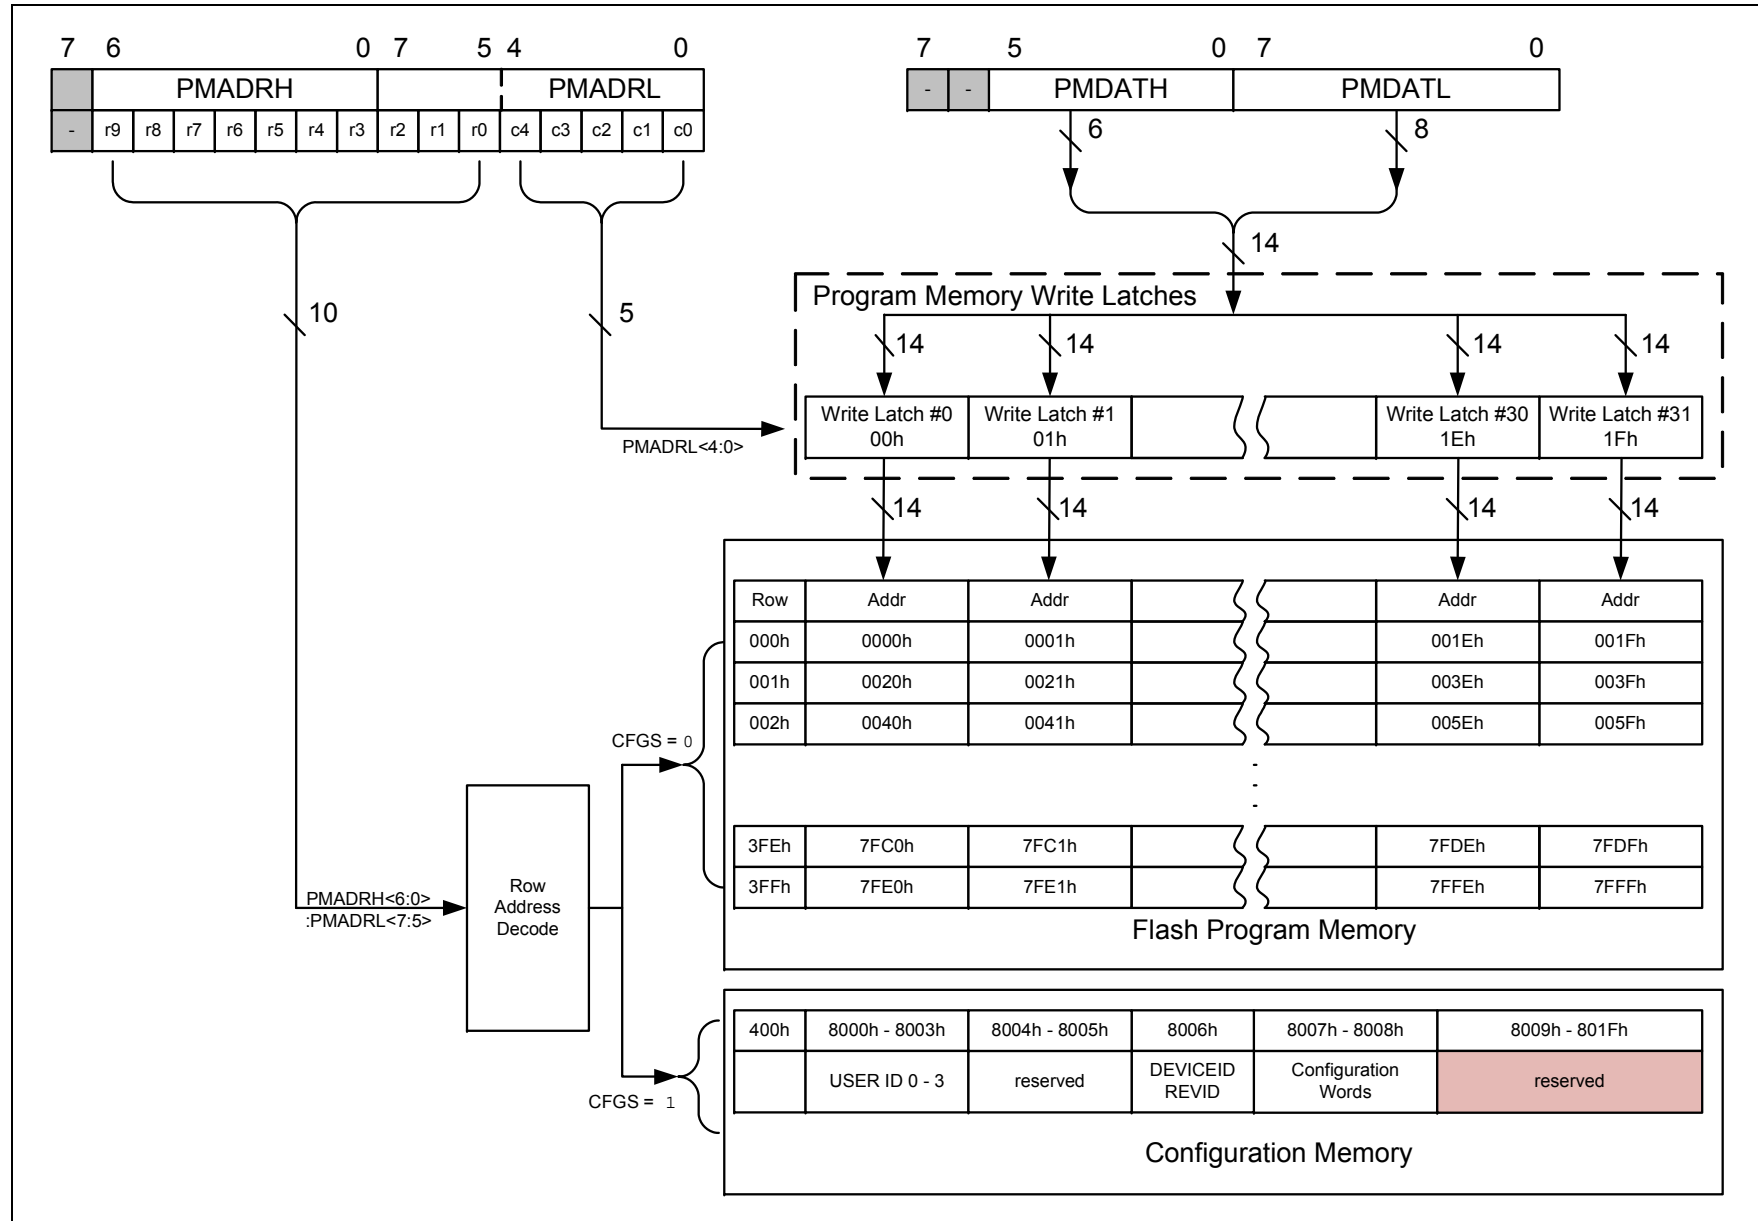 7 6 0 7 5 4 0
PMADRH PMADRL
- r9 r8 r7 r6 r5 r4 r3 r2 r1 r0 c4 c3 c2 c1 c0
7 5 0 7 0
- - PMDATH PMDATL
6 8
14
10
5
PMADRL<4:0>
Program Memory Write Latches
14 14 14 14
Write Latch #0 Write Latch #1 Write Latch #30 Write Latch #31
00h 01h 1Eh 1Fh
14 14 14 14
Row Addr Addr Addr Addr
000h 0000h 0001h 001Eh 001Fh
001h 0020h 0021h 003Eh 003Fh
002h 0040h 0041h 005Eh 005Fh
CFGS = 0
3FEh 7FC0h 7FC1h 7FDEh 7FDFh
3FFh 7FE0h 7FE1h 7FFEh 7FFFh
Flash Program Memory
PMADRH<6:0>
:PMADRL<7:5>
Row
Address
Decode
400h 8000h - 8003h 8004h - 8005h 8006h 8007h - 8008h 8009h - 801Fh
USER ID 0 - 3 reserved DEVICEID Configuration reserved
REVID Words
CFGS = 1
Configuration Memory